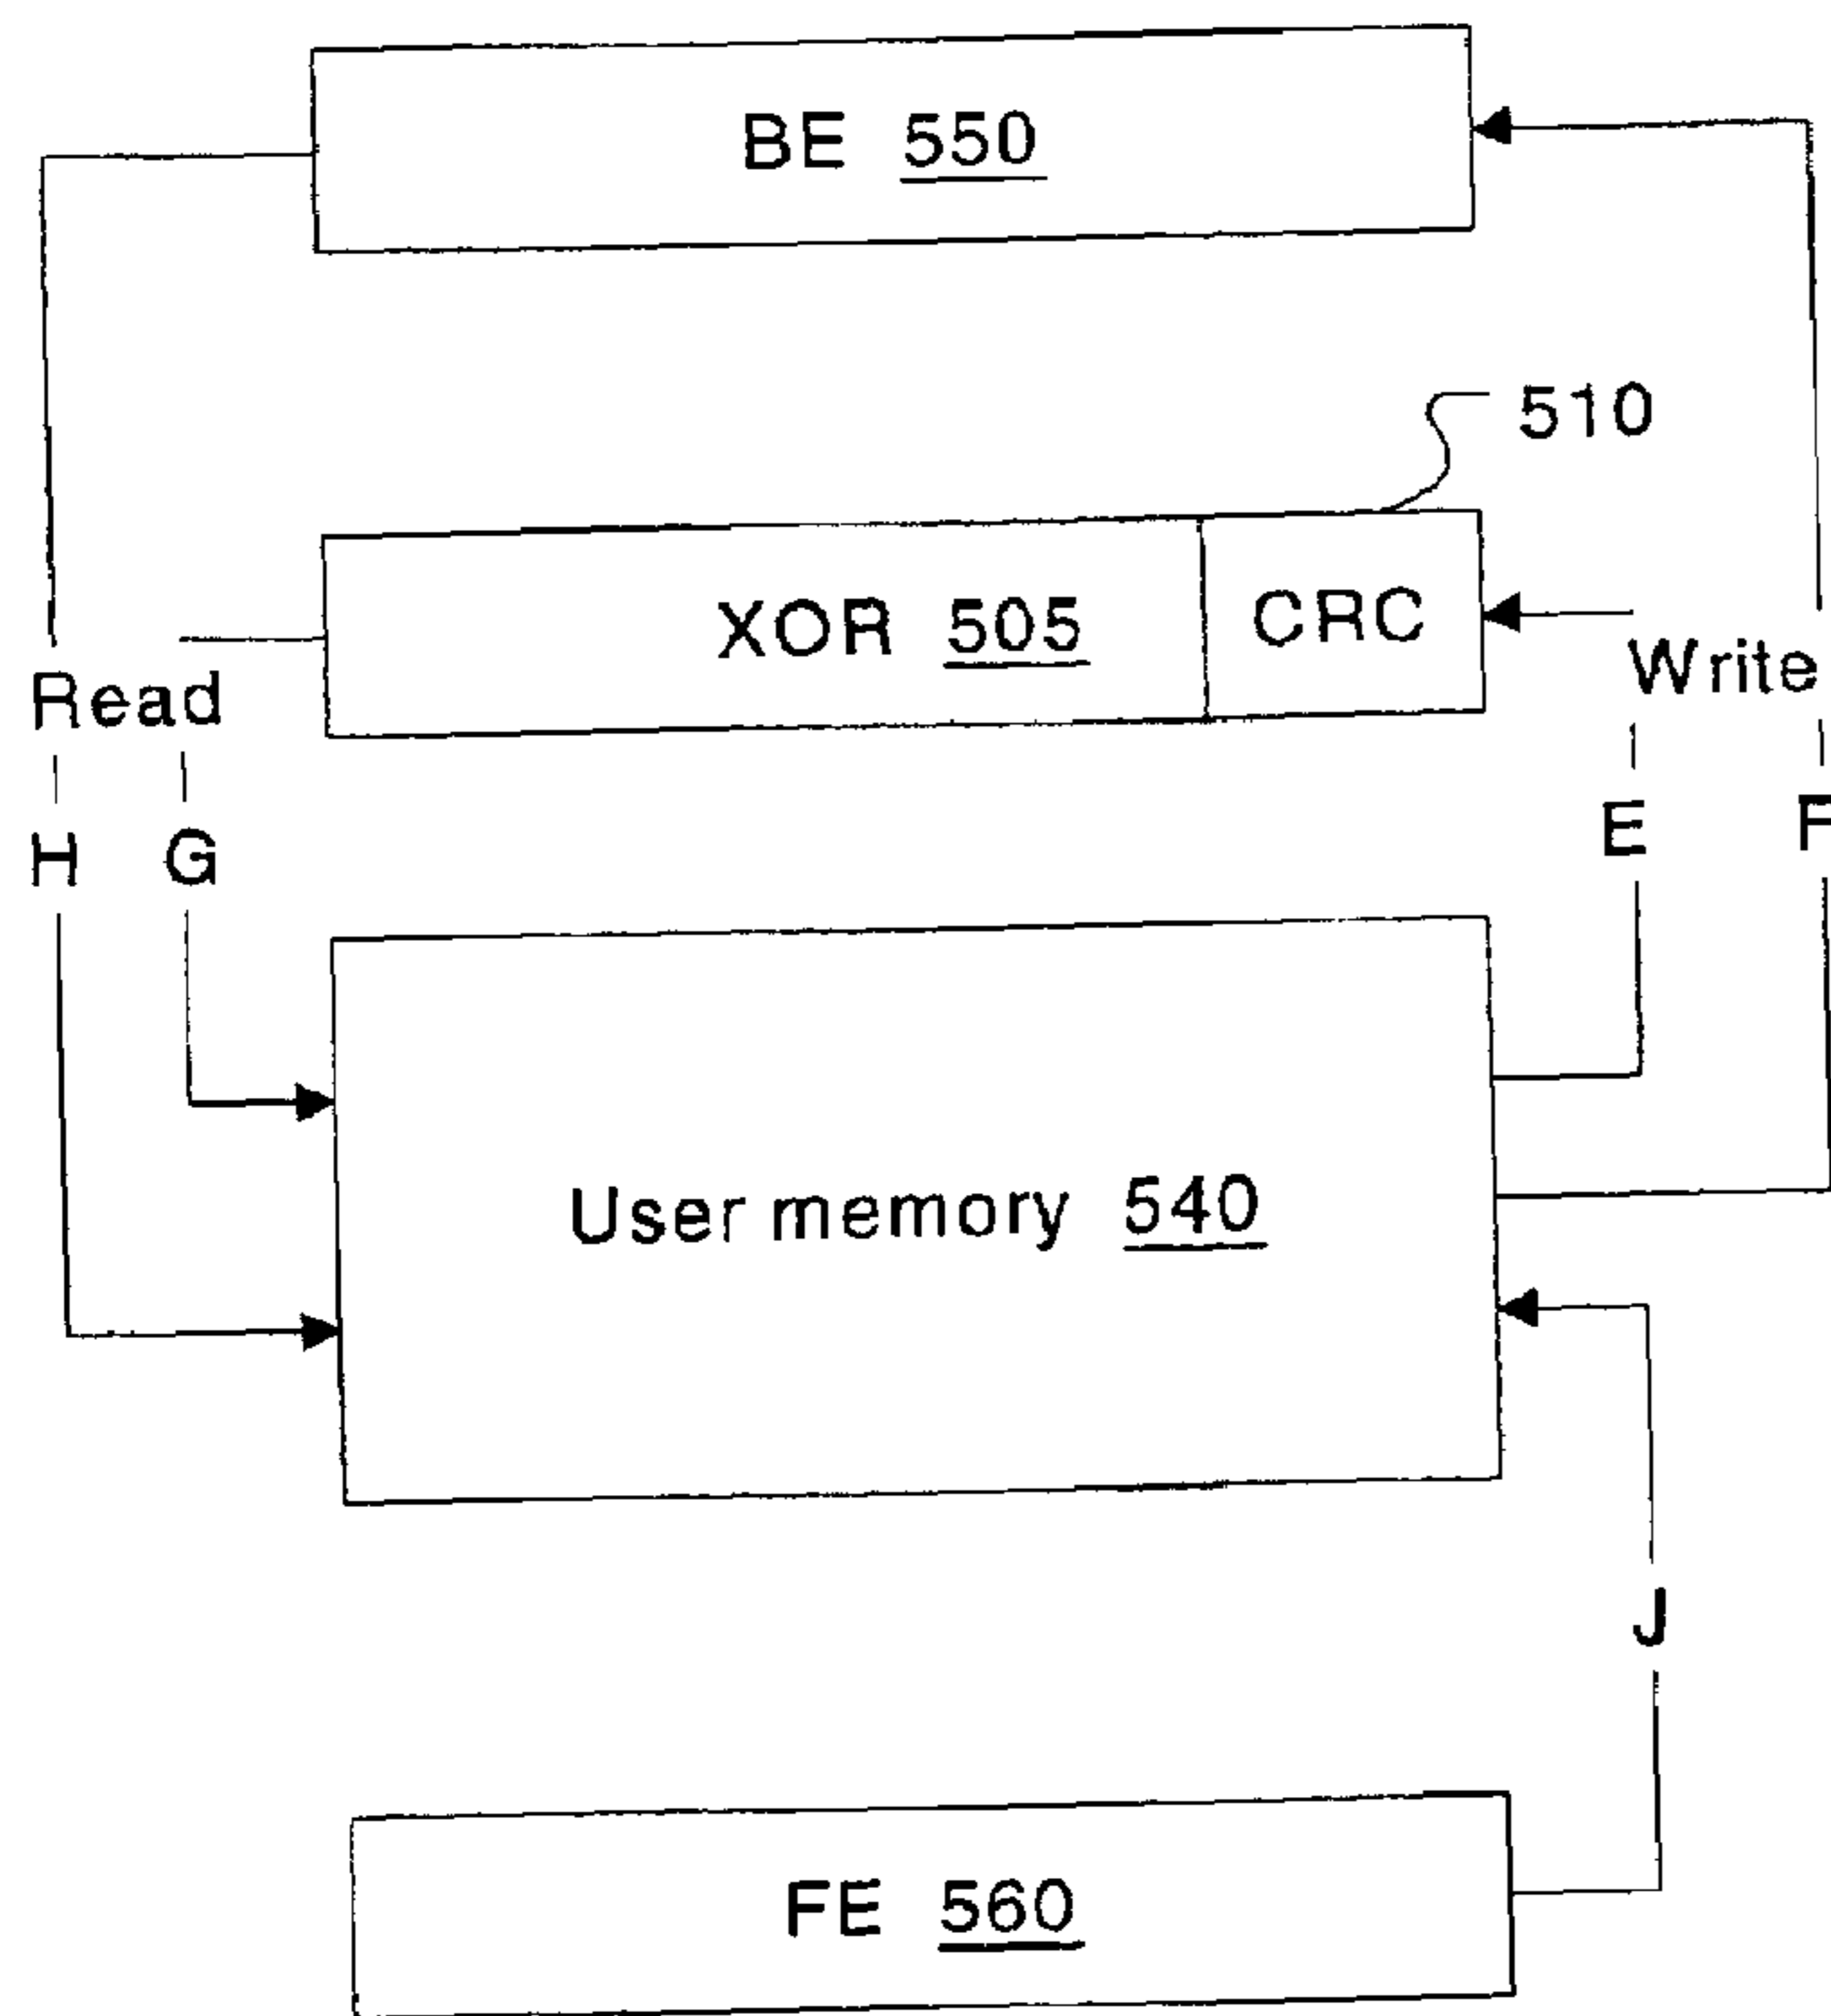 BE 550
510
XOR 505 CRC
Read
Write
H G
E F
User memory 540
J
FE 560